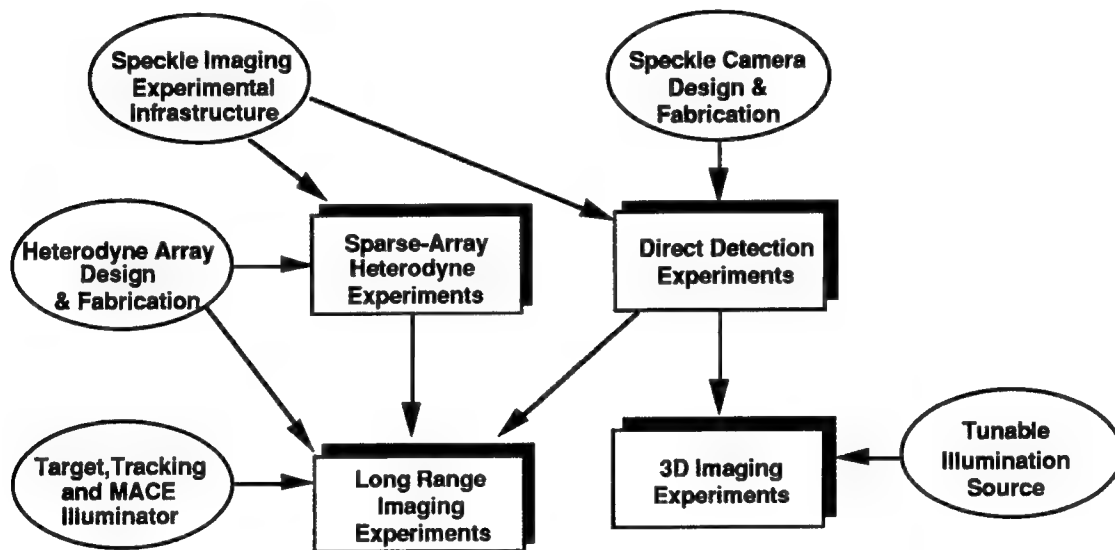 Speckle Imaging
Experimental
Infrastructure
Speckle Camera
Design &
Fabrication
Heterodyne Array
Design
& Fabrication
Sparse-Array
Heterodyne
Experiments
Direct Detection
Experiments
Target,Tracking
and MACE
Illuminator
Long Range
Imaging
Experiments
3D Imaging
Experiments
Tunable
Illumination
Source